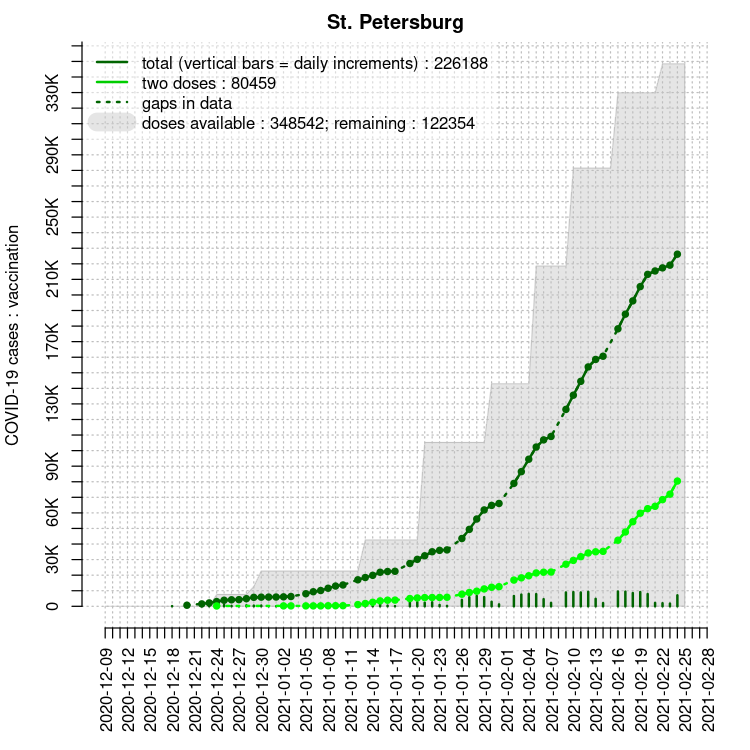 St. Petersburg
total (vertical bars = daily increments) : 226188
two doses : 80459
gaps in data
doses available : 348542; remaining : 122354
COVID-19 cases : vaccination
330K
290K
250K
210K
170K
130K
90K
60K
30K
0
2020-12-09
2020-12-12
2020-12-15
2020-12-18
2020-12-21
2020-12-24
2020-12-27
2020-12-30
2021-01-02
2021-01-05
2021-01-08
2021-01-11
2021-01-14
2021-01-17
2021-01-20
2021-01-23
2021-01-26
2021-01-29
2021-02-01
2021-02-04
2021-02-07
2021-02-10
2021-02-13
2021-02-16
2021-02-19
2021-02-22
2021-02-25
2021-02-28